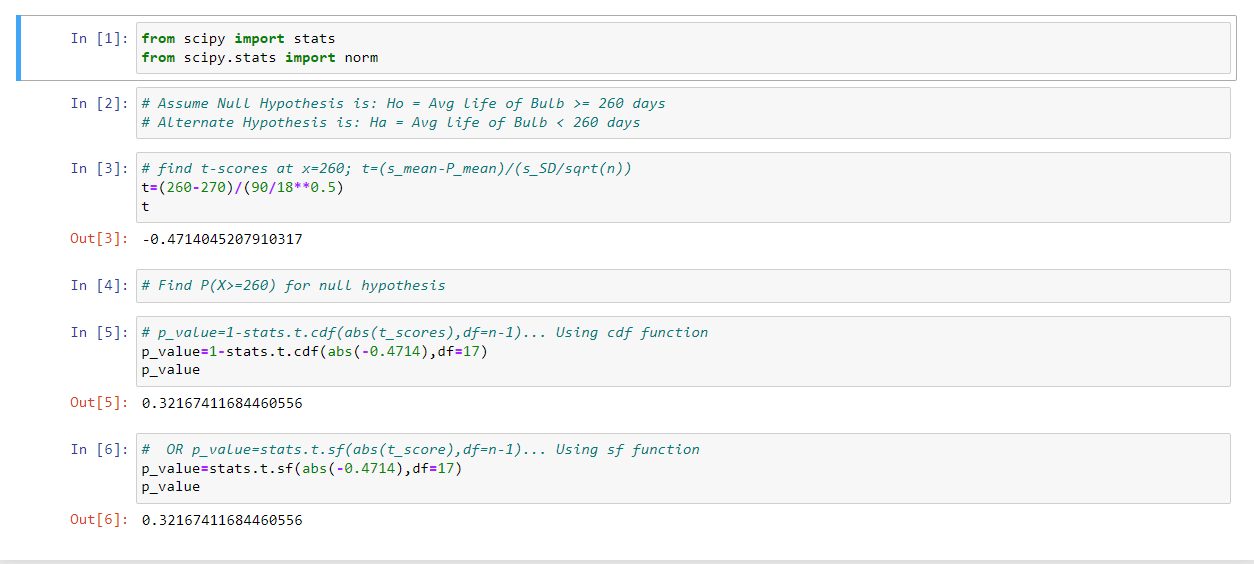 In [1]: from scipy import stats
from scipy.stats import norm
In [2]: # Assume Null Hypothesis is: Ho = Avg life of Bulb >= 260 days
# Alternate Hypothesis is: Ha = Avg life of Bulb < 260 days
In [3]: # find t-scores at x=260; t=(s_mean-P_mean)/(s_SD/sqrt(n))
t=(260-270)/(90/18**0.5)
t
Out[3]: -0.4714045207910317
In [4]: # Find P(X>=260) for null hypothesis
In [5]: # p_value=1-stats.t.cdf(abs(t_scores),df=n-1)... Using cdf function
p_value=1-stats.t.cdf(abs(-0.4714),df=17)
p_value
Out[5]: 0.32167411684460556
In [6]: #  OR p_value=stats.t.sf(abs(t_score),df=n-1)... Using sf function
p_value=stats.t.sf(abs(-0.4714),df=17)
p_value
Out[6]: 0.32167411684460556